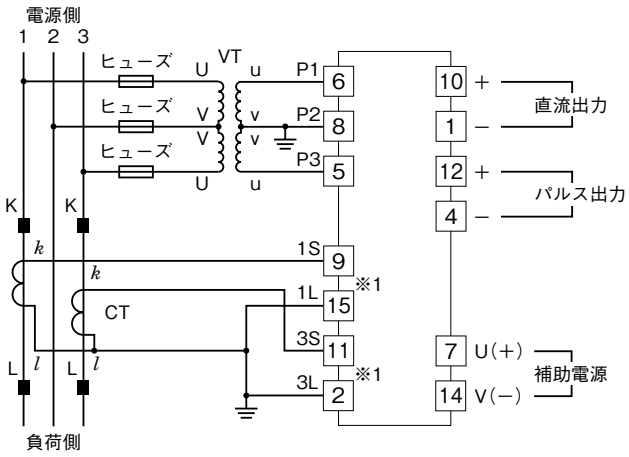 電源側
1 2 3
ヒューズ VT
U u P1 6 10 +
直流出力
ヒューズ V v P2 8 1 −
ヒューズ V v
U u P3 5 12 +
パルス出力
4 −
K K
k 1S 9
※1
k 1L 15
CT
3S 11 7 U(+)
l l ※1 補助電源
L L 3L 2 14 V(−)
負荷側